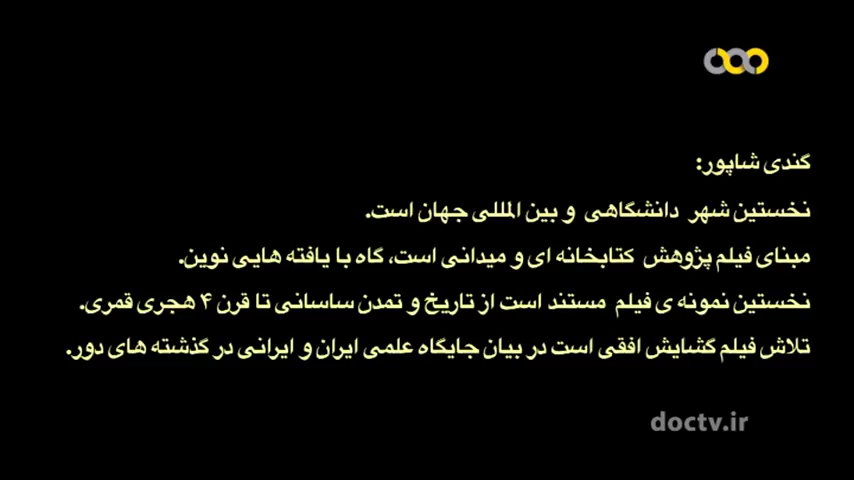 گندی شاپور:
نخستین شهر دانشگاهی و بین المللی جهان است.
مبنای فیلم پژوهش کتابخانه ای و میدانی است، گاه با یافته هایی نوین.
نخستین نمونه ی فیلم مستند است از تاریخ و تمدن ساسانی تا قرن ۴ هجری قمری.
تلاش فیلم گشایش افقی است در بیان جایگاه علمی ایران و ایرانی در گذشته های دور.
doctv.ir